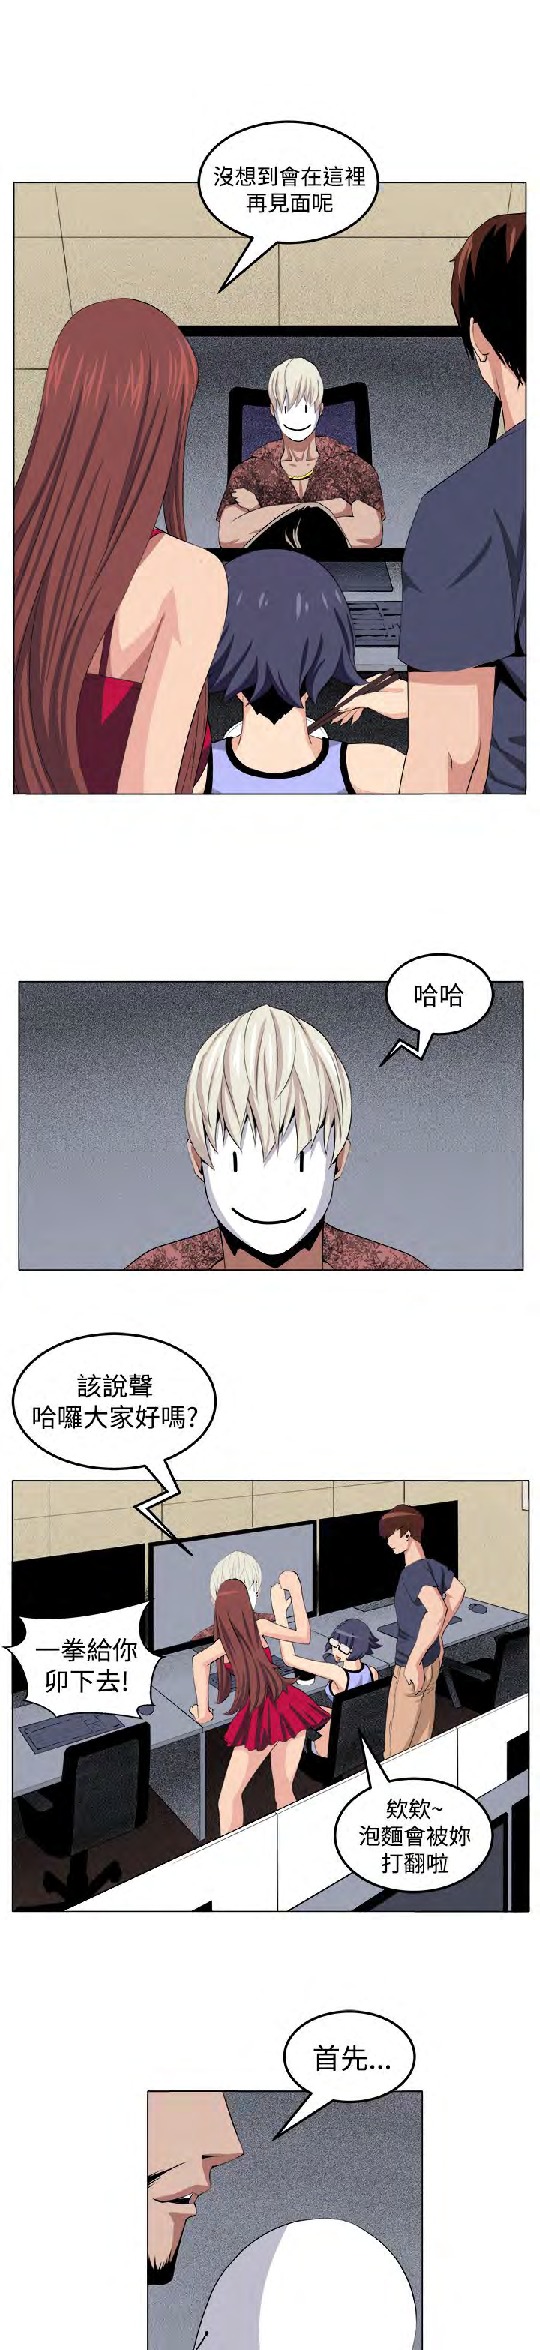 沒想到會在這裡
再見面呢
哈哈
該說聲
哈囉大家好嗎?
一拳給你
卯下去!
欸欸~
泡麵會被妳
打翻啦
首先...